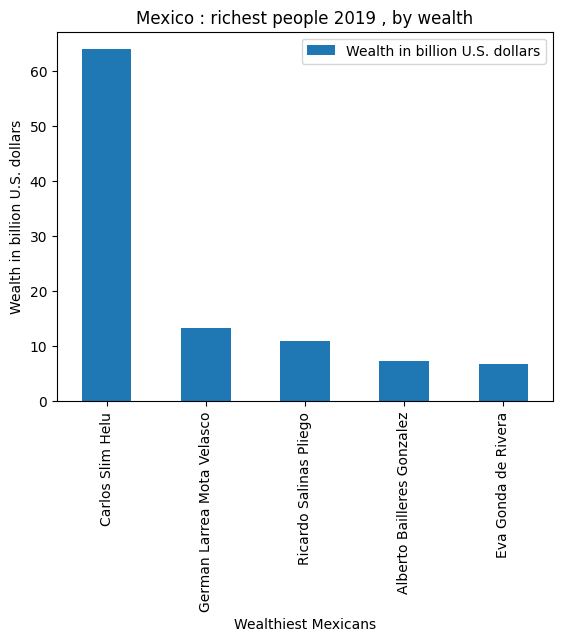 Mexico : richest people 2019 , by wealth
Wealth in billion U.S. dollars
Wealth in billion U.S. dollars
60
50
40
30
20
10
0
Carlos Slim Helu
German Larrea Mota Velasco
Ricardo Salinas Pliego
Alberto Bailleres Gonzalez
Eva Gonda de Rivera
Wealthiest Mexicans